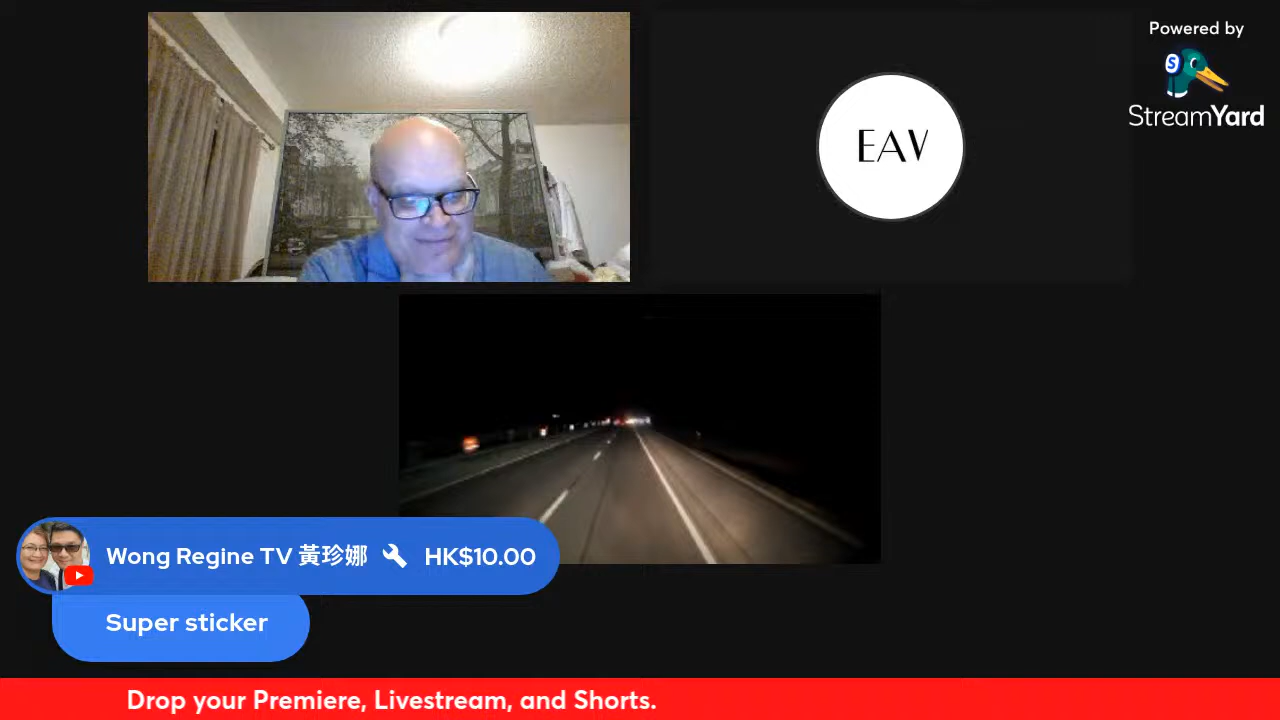 Powered by
S
StreamYard
EAV
Wong Regine TV 黃珍娜 HK$10.00
Super sticker
Drop your Premiere, Livestream, and Shorts.